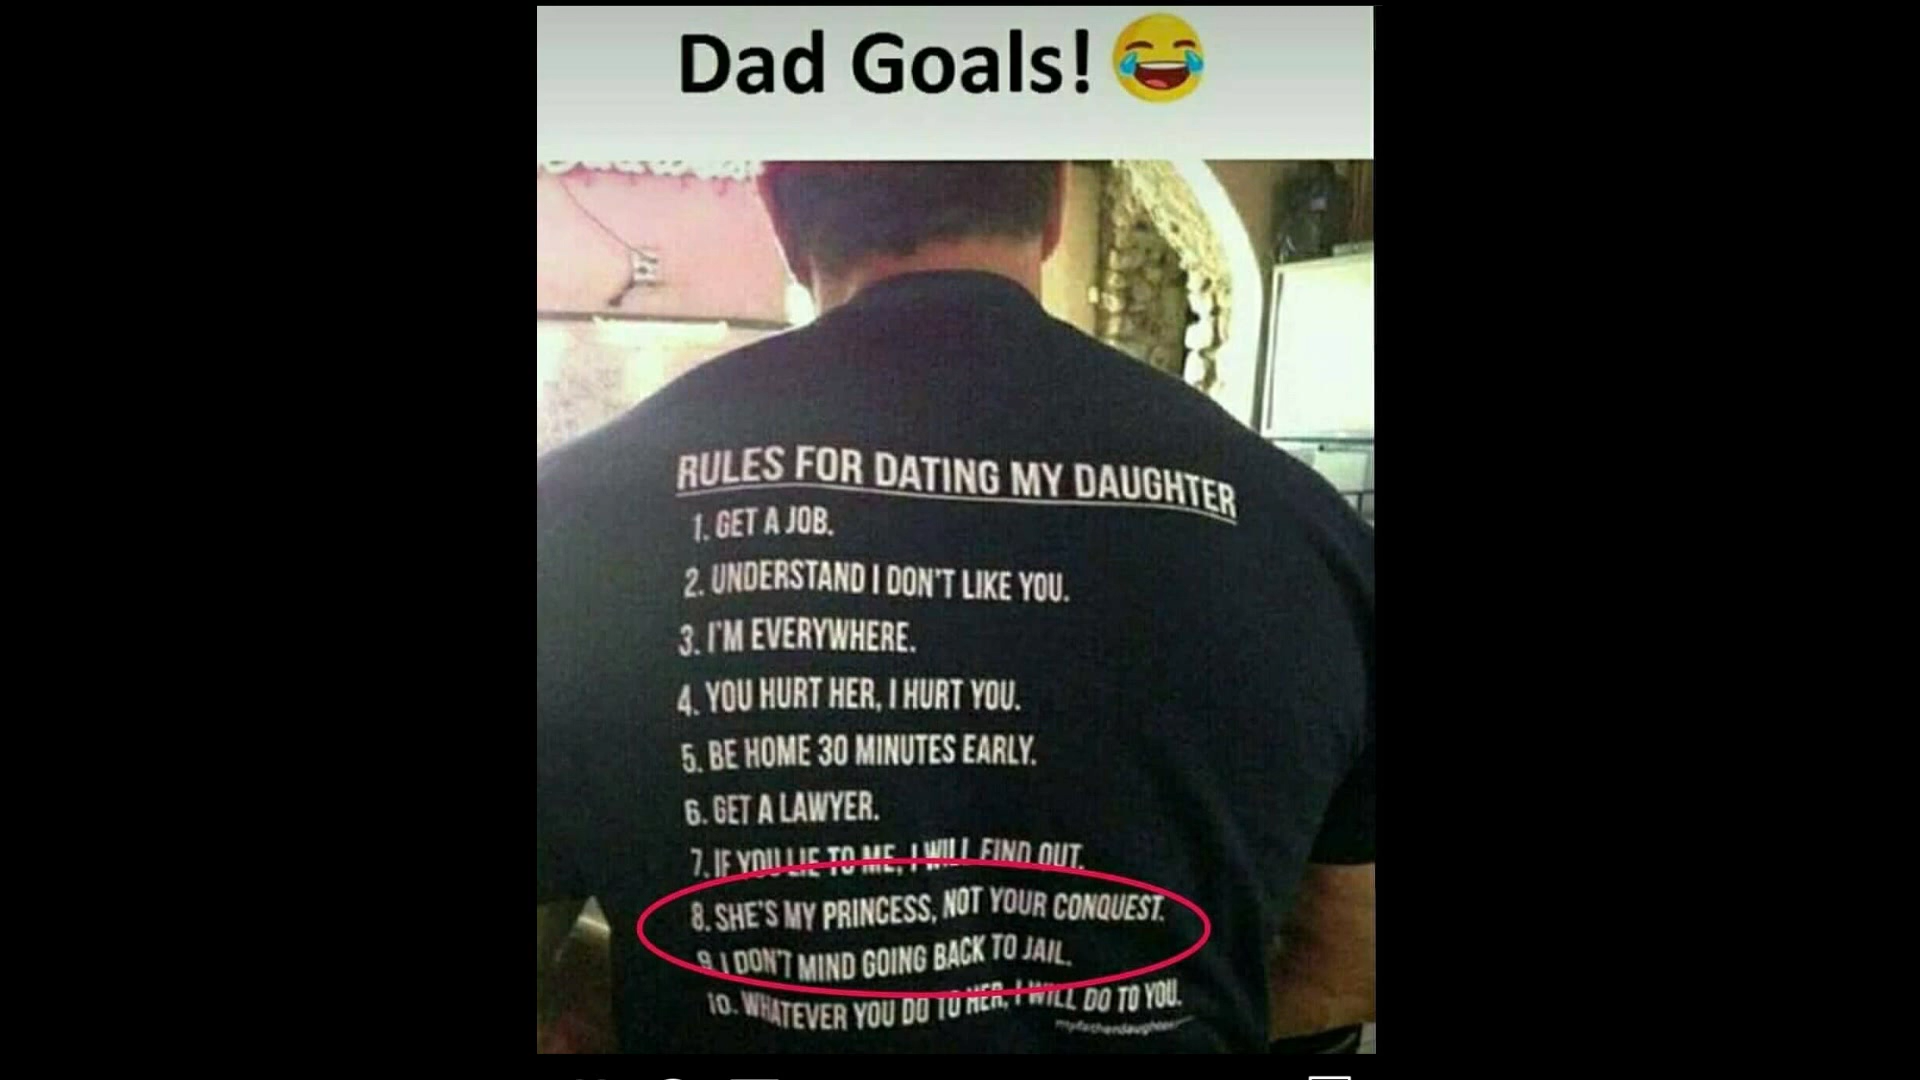 Dad Goals! 😂
RULES FOR DATING MY DAUGHTER
1. GET A JOB.
2. UNDERSTAND I DON'T LIKE YOU.
3. I'M EVERYWHERE.
4. YOU HURT HER, I HURT YOU.
5. BE HOME 30 MINUTES EARLY.
6. GET A LAWYER.
7. IF YOU LIE TO ME, I WILL FIND OUT.
8. SHE'S MY PRINCESS, NOT YOUR CONQUEST.
9. I DON'T MIND GOING BACK TO JAIL.
10. WHATEVER YOU DO TO HER, I WILL DO TO YOU.